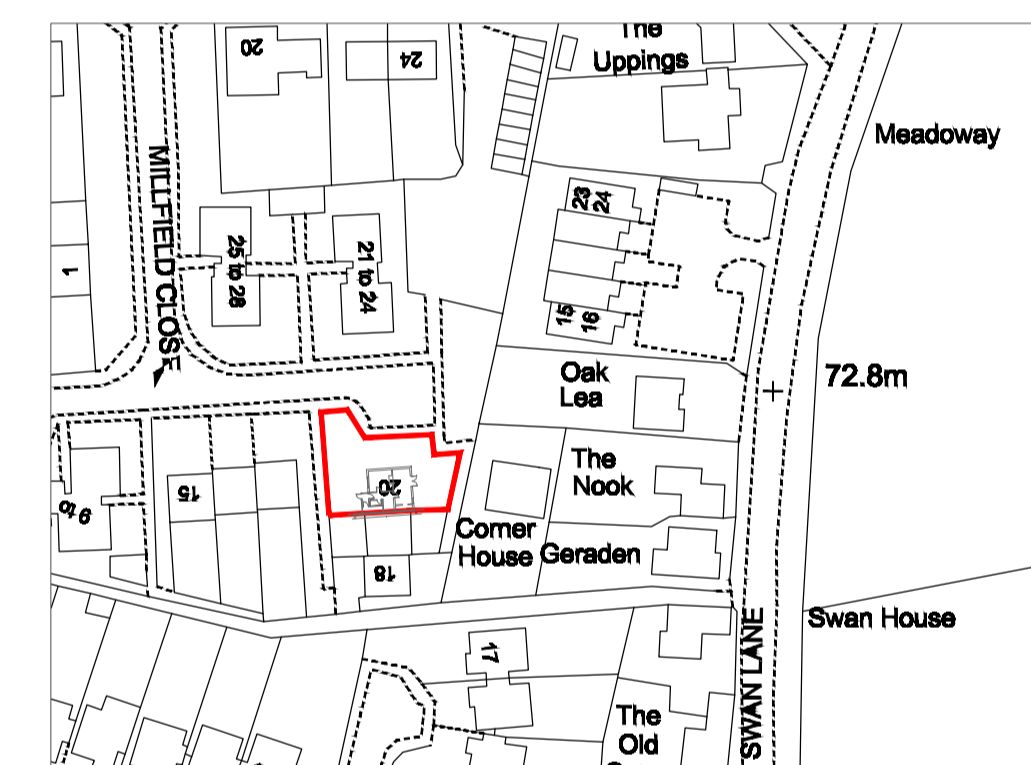 The
Uppings
20
24
Meadoway
MILLFIELD CLOSE
23
24
25 to 28
21 to 24
1
15
16
Oak
Lea
72.8m
The
Nook
20
15
9 to
Corner
House
Geraden
18
Swan House
17
SWAN LANE
The
Old